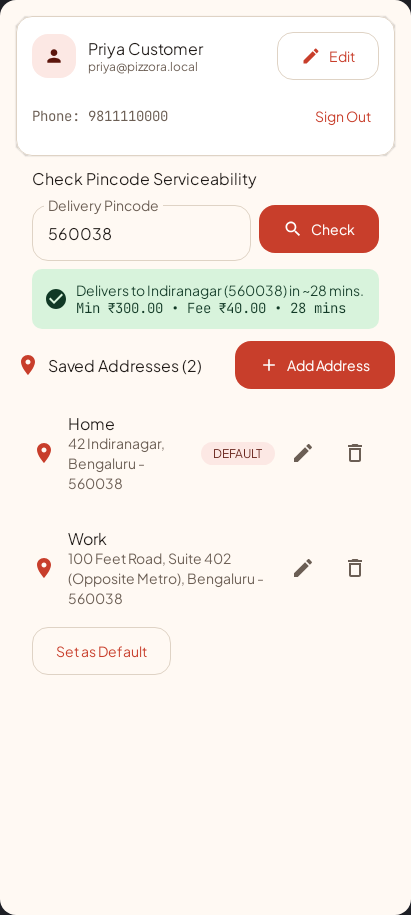 Priya Customer
priya@pizzora.local
Edit
Phone: 9811110000
Sign Out
Check Pincode Serviceability
Delivery Pincode
560038
Check
Delivers to Indiranagar (560038) in ~28 mins.
Min ₹300.00 • Fee ₹40.00 • 28 mins
Saved Addresses (2)
Add Address
Home
42 Indiranagar,
Bengaluru -
560038
DEFAULT
Work
100 Feet Road, Suite 402
(Opposite Metro), Bengaluru -
560038
Set as Default